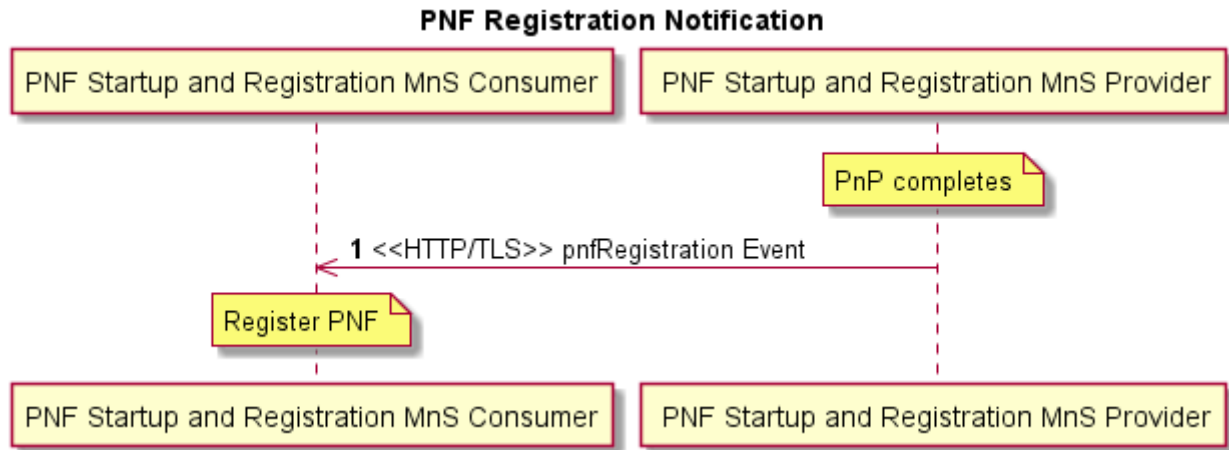 PNF Registration Notification
PNF Startup and Registration MnS Consumer
PNF Startup and Registration MnS Provider
PnP completes
1 <<HTTP/TLS>> pnfRegistration Event
Register PNF
PNF Startup and Registration MnS Consumer
PNF Startup and Registration MnS Provider